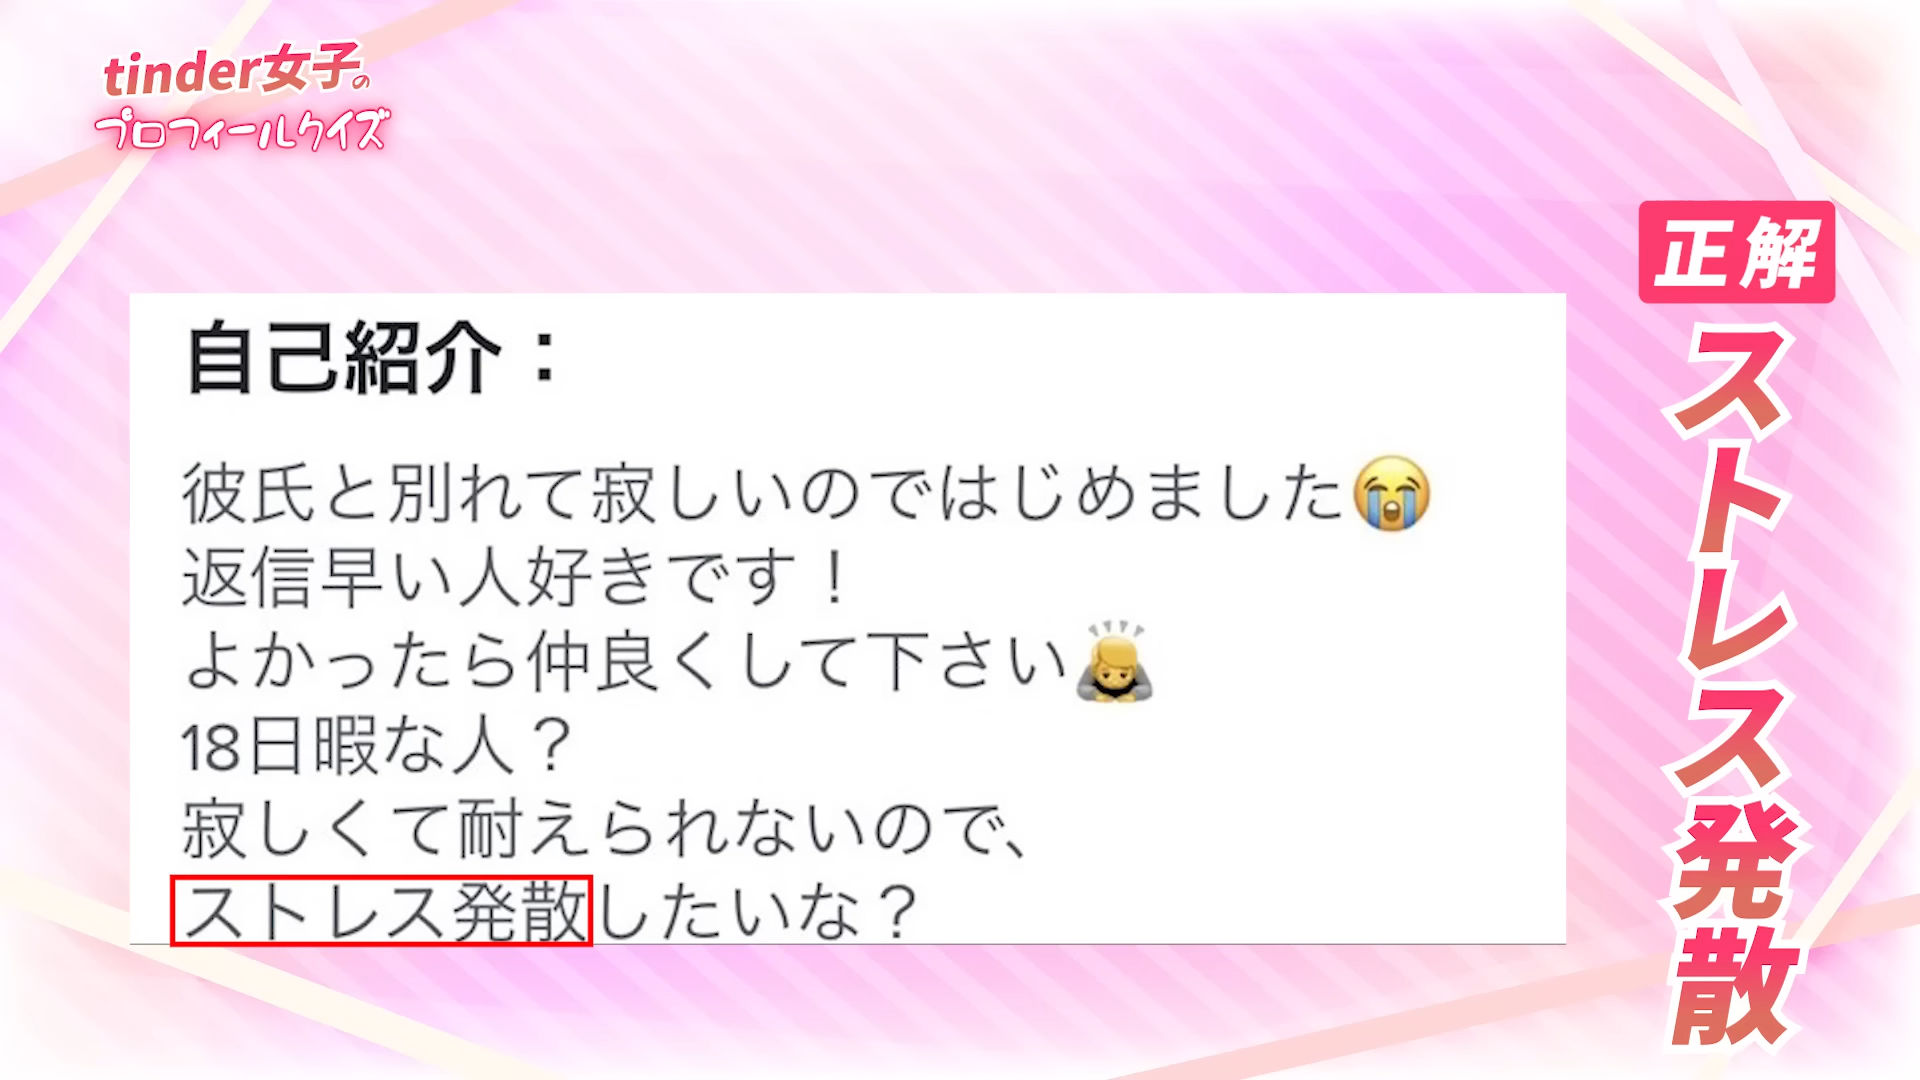 tinder女子の
プロフィールクイズ
正解
ストレス発散
自己紹介：
彼氏と別れて寂しいのではじめました😭
返信早い人好きです！
よかったら仲良くして下さい🙇
18日暇な人？
寂しくて耐えられないので、
ストレス発散したいな？